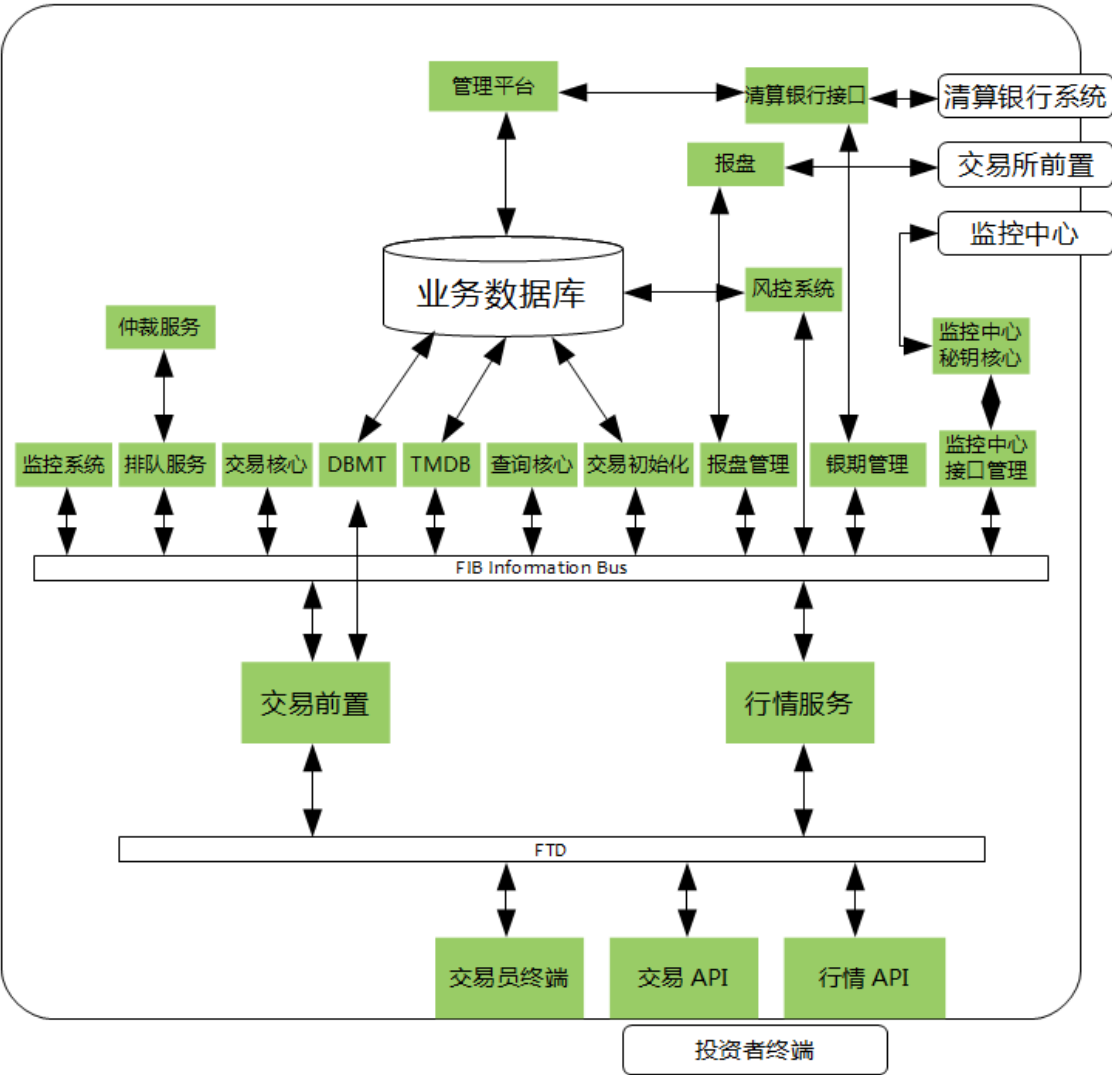 管理平台
清算银行接口
清算银行系统
报盘
交易所前置
监控中心
业务数据库
风控系统
仲裁服务
监控中心
秘钥核心
监控系统
排队服务
交易核心
DBMT
TMDB
查询核心
交易初始化
报盘管理
银期管理
监控中心
接口管理
FIB Information Bus
交易前置
行情服务
FTD
交易员终端
交易 API
行情 API
投资者终端